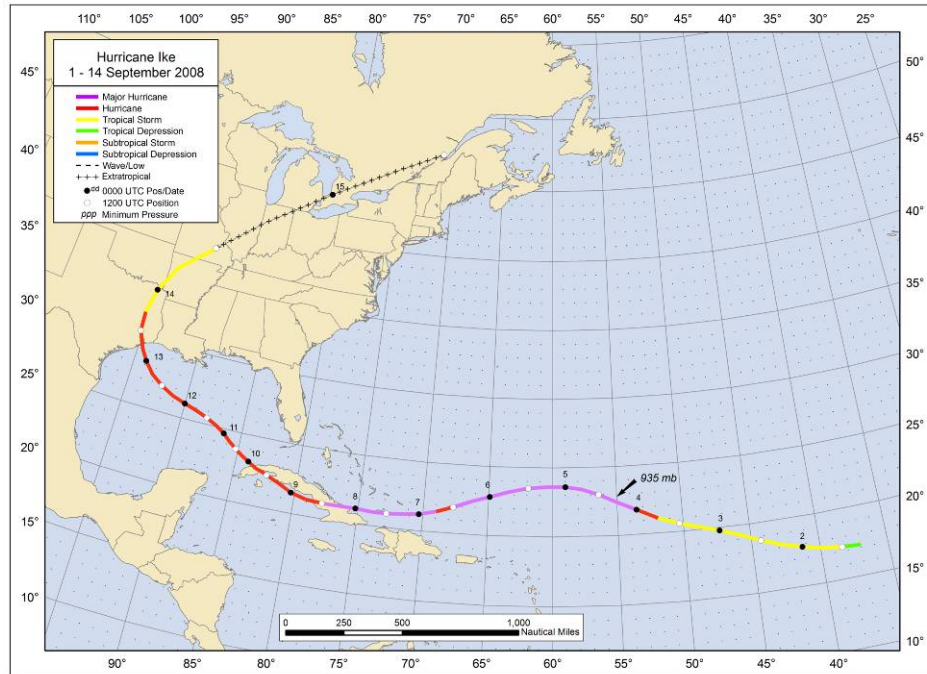 110° 105° 100° 95° 90° 85° 80° 75° 70° 65° 60° 55° 50° 45° 40° 35° 30° 25°
Hurricane Ike
1 - 14 September 2008
Major Hurricane
Hurricane
Tropical Storm
Tropical Depression
Subtropical Storm
Subtropical Depression
Wave/Low
Extratropical
cd 0000 UTC Pos/Date
1200 UTC Position
ppp Minimum Pressure
45°
40°
35°
30°
25°
20°
15°
10°
50°
45°
40°
35°
30°
25°
20°
15°
10°
15
14
13
12
11
10
9
8
7
6
5
935 mb
4
3
2
0 250 500 1,000
Nautical Miles
90° 85° 80° 75° 70° 65° 60° 55° 50° 45° 40°